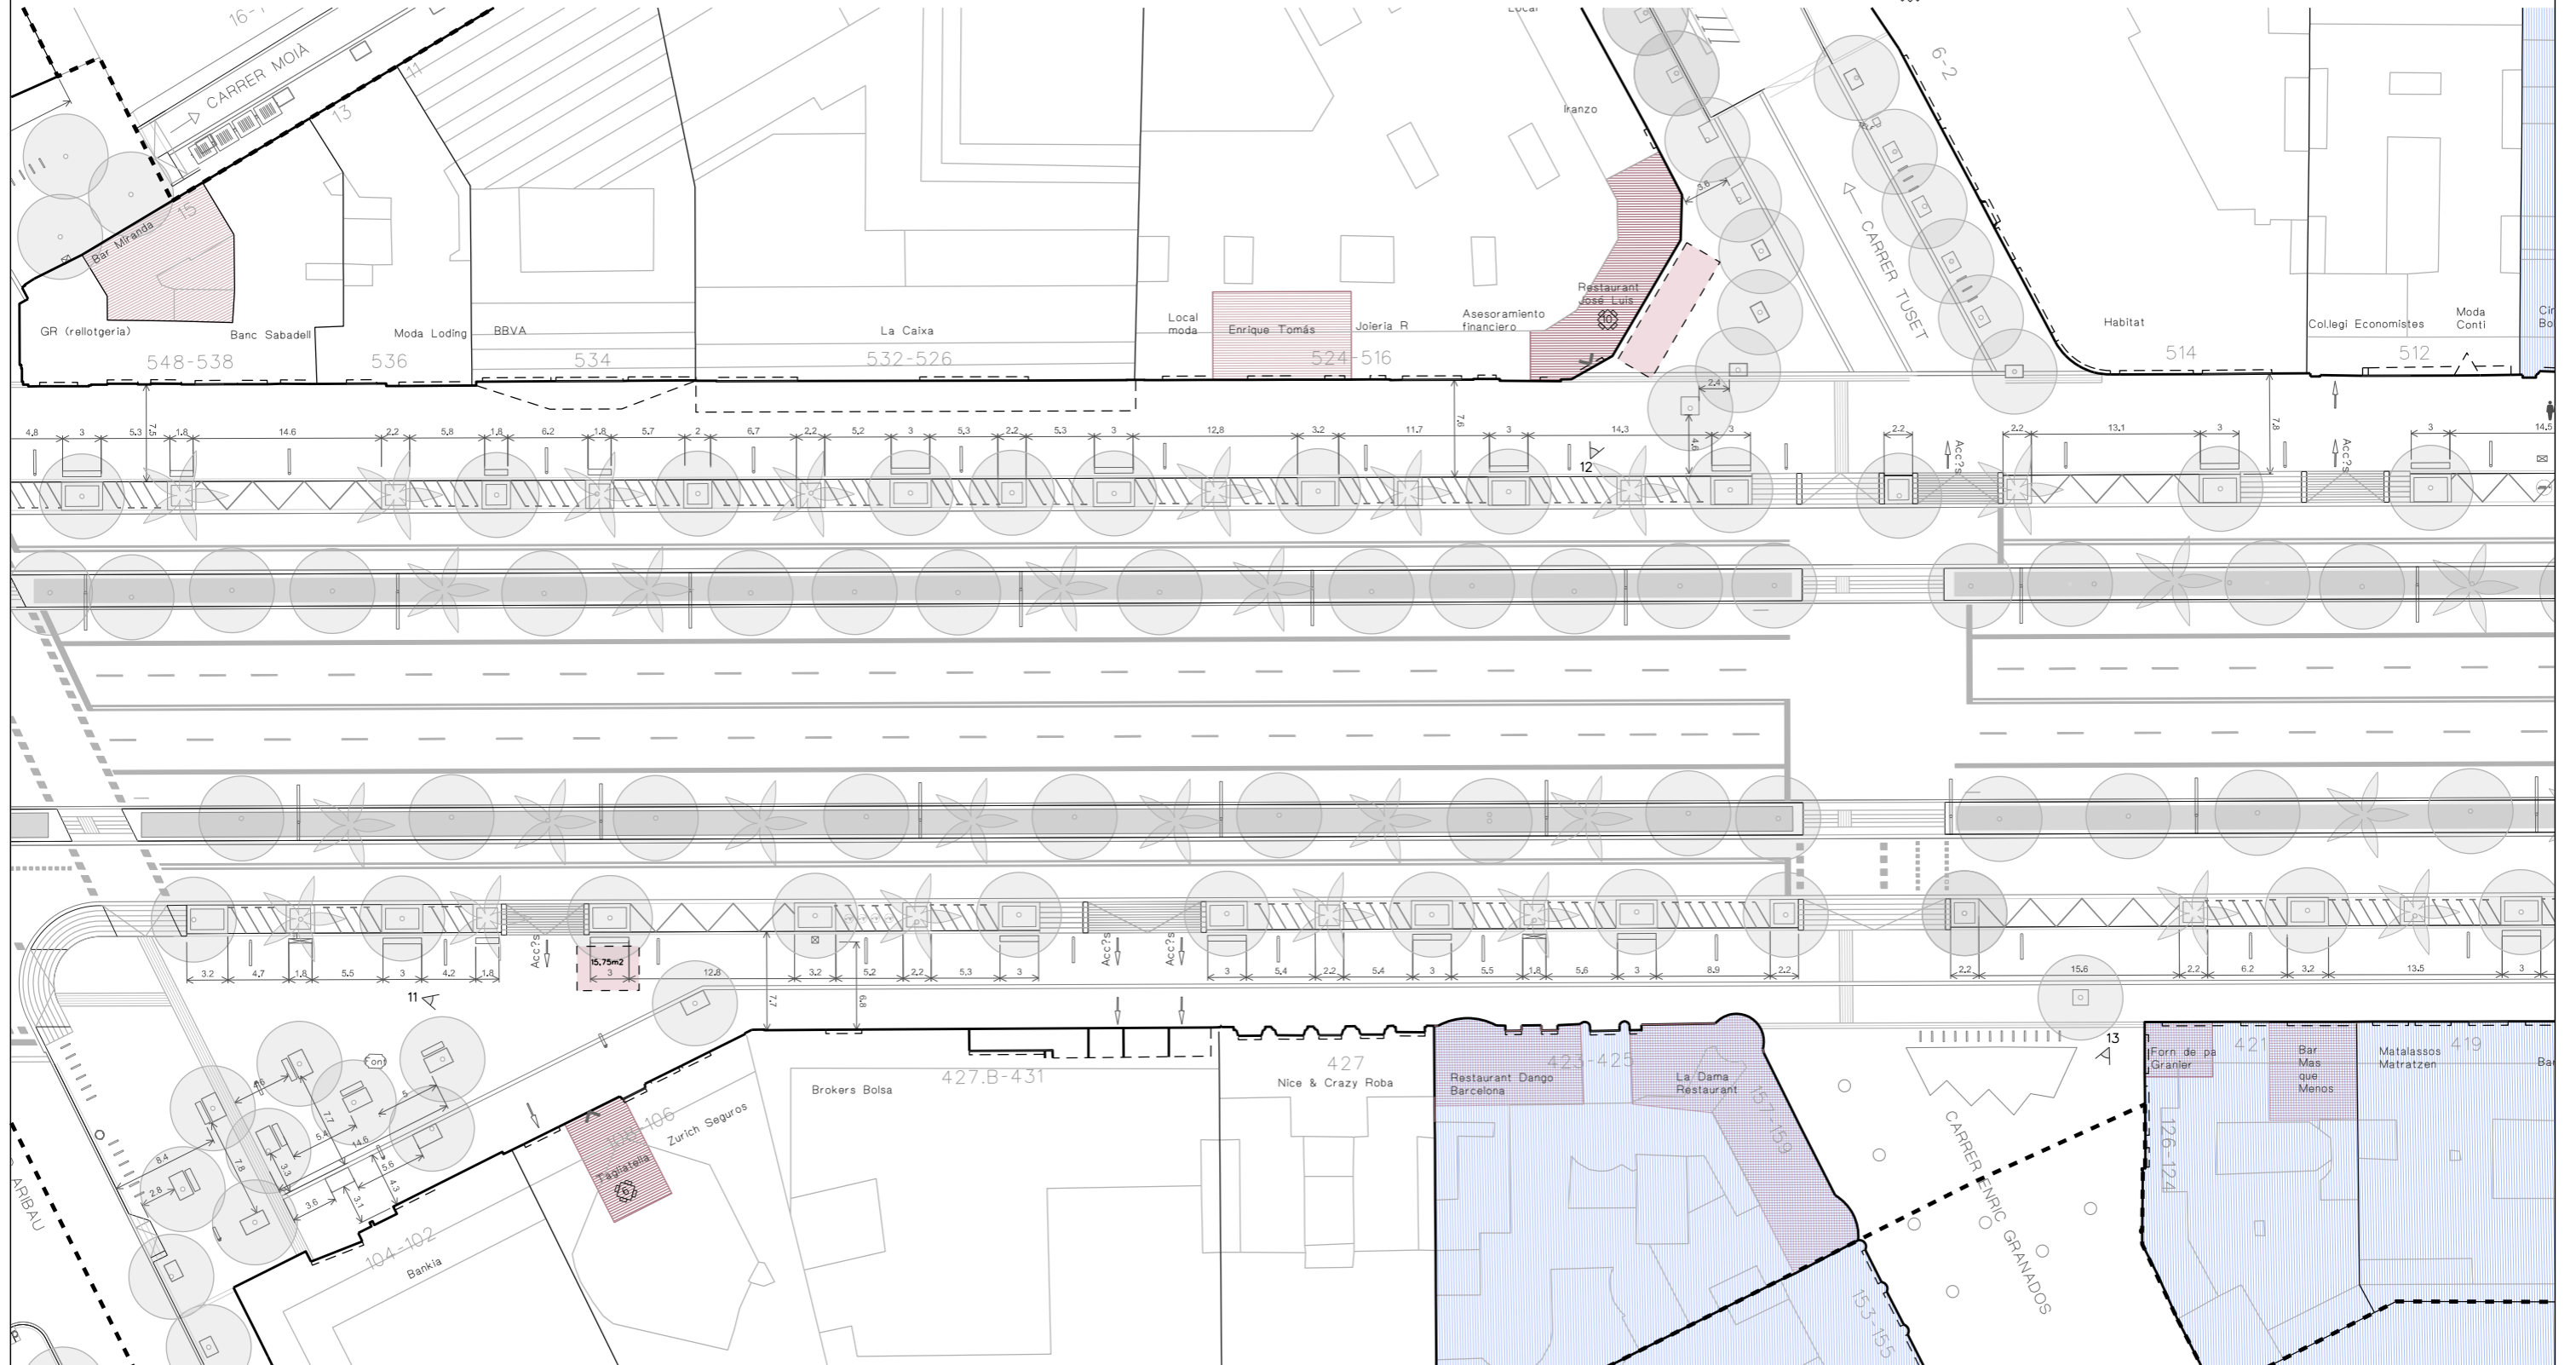 CARRER MOIÀ
11
13
15
Bar Miranda
GR (rellotgeria)
Banc Sabadell
548-538
Moda Loding
536
BBVA
534
La Caixa
532-526
Local
moda
Enrique Tomás
Joieria R
524-516
Asesoramiento
financiero
Restaurant
José Luis
10
Iranzo
3.6
CARRER TUSET
6-2
Habitat
514
Col.legi Economistes
512
Moda
Conti
4.8
3
5.3
1.8
14.6
2.2
5.8
1.8
6.2
1.8
5.7
2
6.7
2.2
5.2
3
5.3
2.2
5.3
3
12.8
3.2
11.7
3
14.3
3
2.2
2.2
13.1
3
3
14.5
7.5
7.6
2.4
4.6
7.8
12
Acc?s
Acc?s
3.2
4.7
1.8
5.5
3
4.2
1.8
Acc?s
15,75m2
3
12.8
3.2
5.2
2.2
5.3
3
Acc?s
Acc?s
3
5.4
2.2
5.4
3
5.5
1.8
5.6
3
8.9
2.2
2.2
15.6
2.2
6.2
3.2
13.5
3
7.7
6.8
11
Font
4.6
7.7
5
5.4
14.6
8.4
7.8
3.3
5.6
2.8
3.6
3.1
4.3
ARIBAU
104-102
Bankia
Tagliatella
6
Zurich Seguros
Brokers Bolsa
427.B-431
427
Nice & Crazy Roba
Restaurant Dango
Barcelona
423-425
La Dama
Restaurant
157-159
153-155
CARRER ENRIC GRANADOS
13
Forn de pa
Granier
421
Bar
Mas
que
Menos
Matalassos
Matratzen
419
126-124